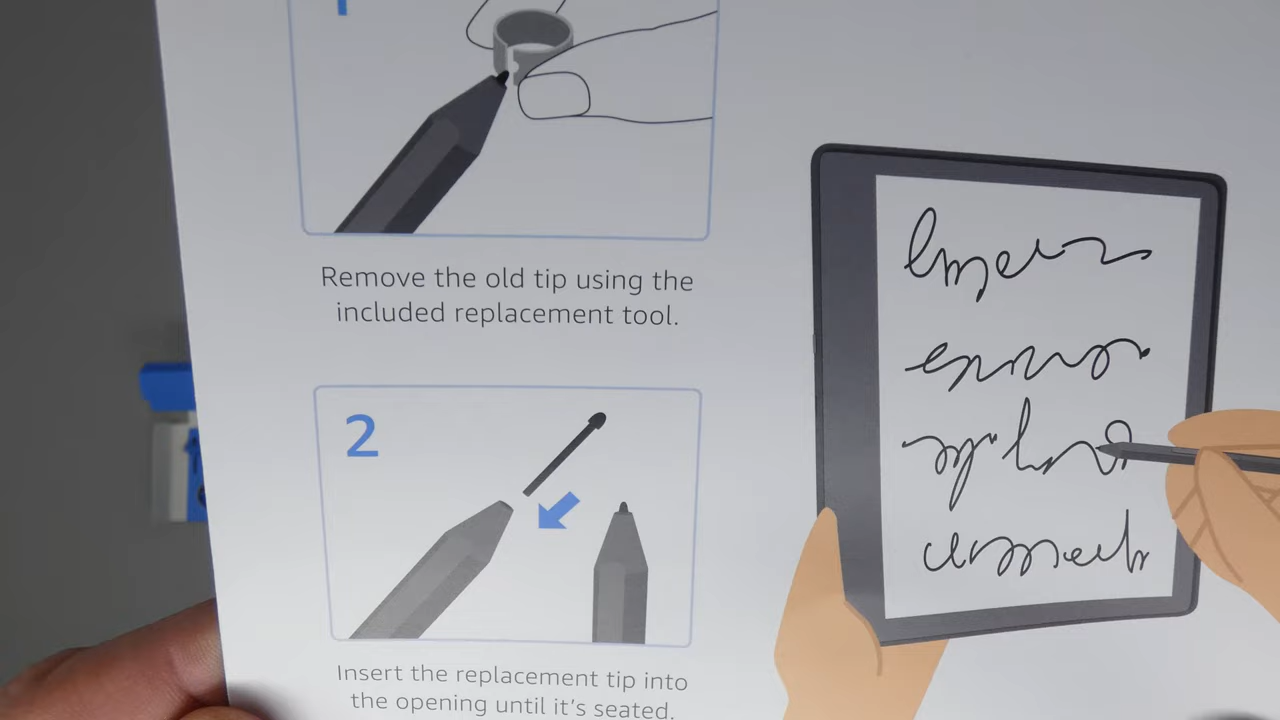 1
Remove the old tip using the
included replacement tool.
2
Insert the replacement tip into
the opening until it's seated.